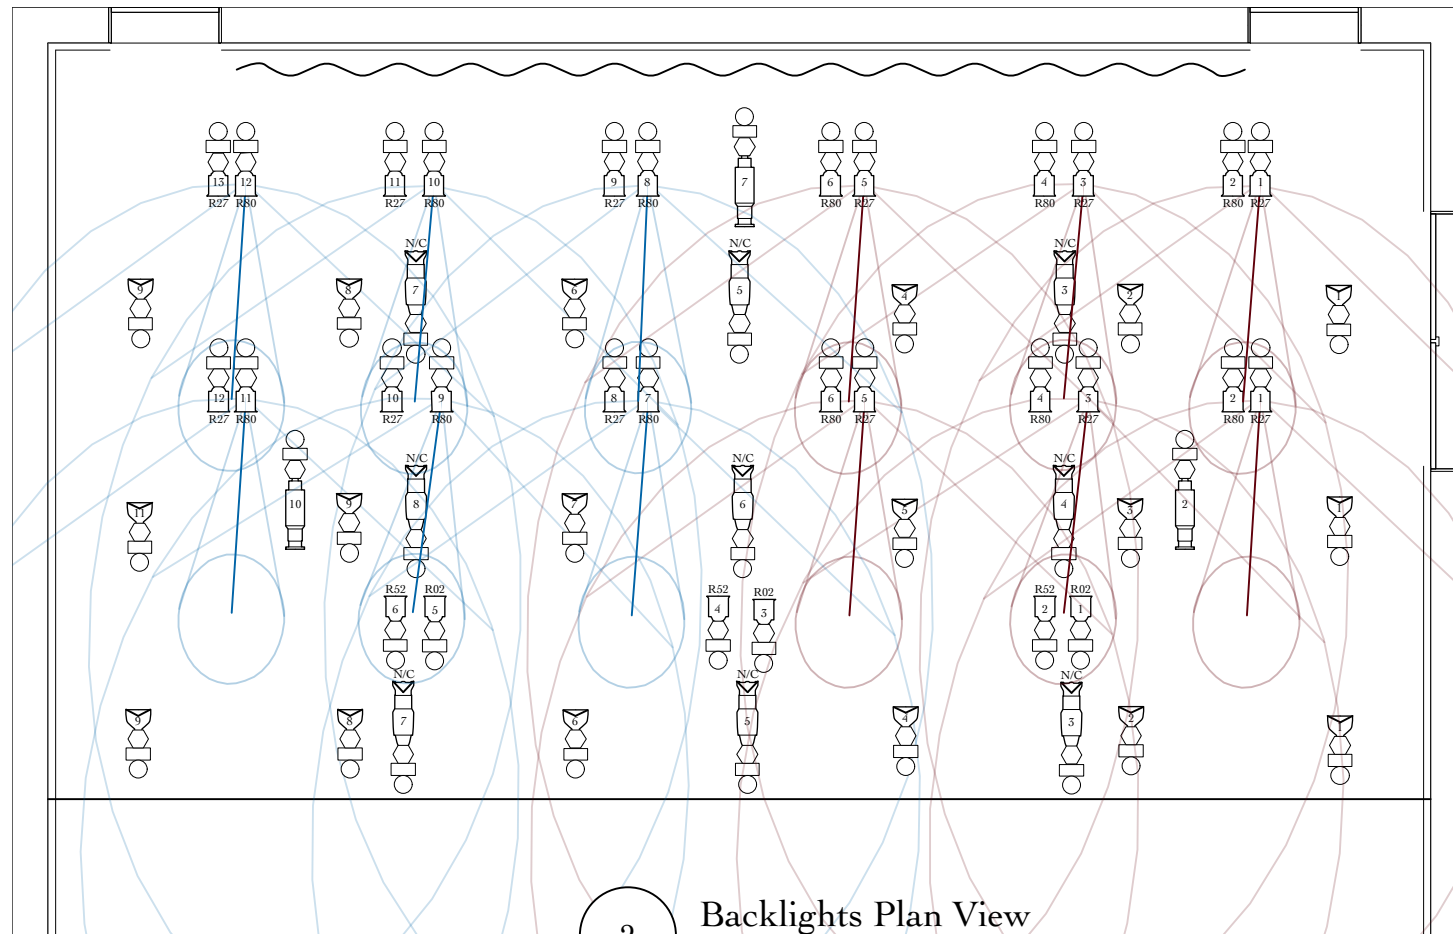 13 12 11 10 9 8 7 6 5 4 3 2 1
R27 R80 R27 R80 R27 R80 R80 R27 R80 R27 R80 R27
N/C N/C N/C
9 8 7 6 5 4 3 2 1
12 11 10 9 8 7 6 5 4 3 2 1
R27 R80 R27 R80 R27 R80 R80 R27 R80 R27 R80 R27
N/C N/C N/C
11 10 9 8 7 6 5 4 3 2 1
R52 R02 R52 R02 R52 R02
6 5 4 3 2 1
N/C N/C N/C
9 8 7 6 5 4 3 2 1
Backlights Plan View